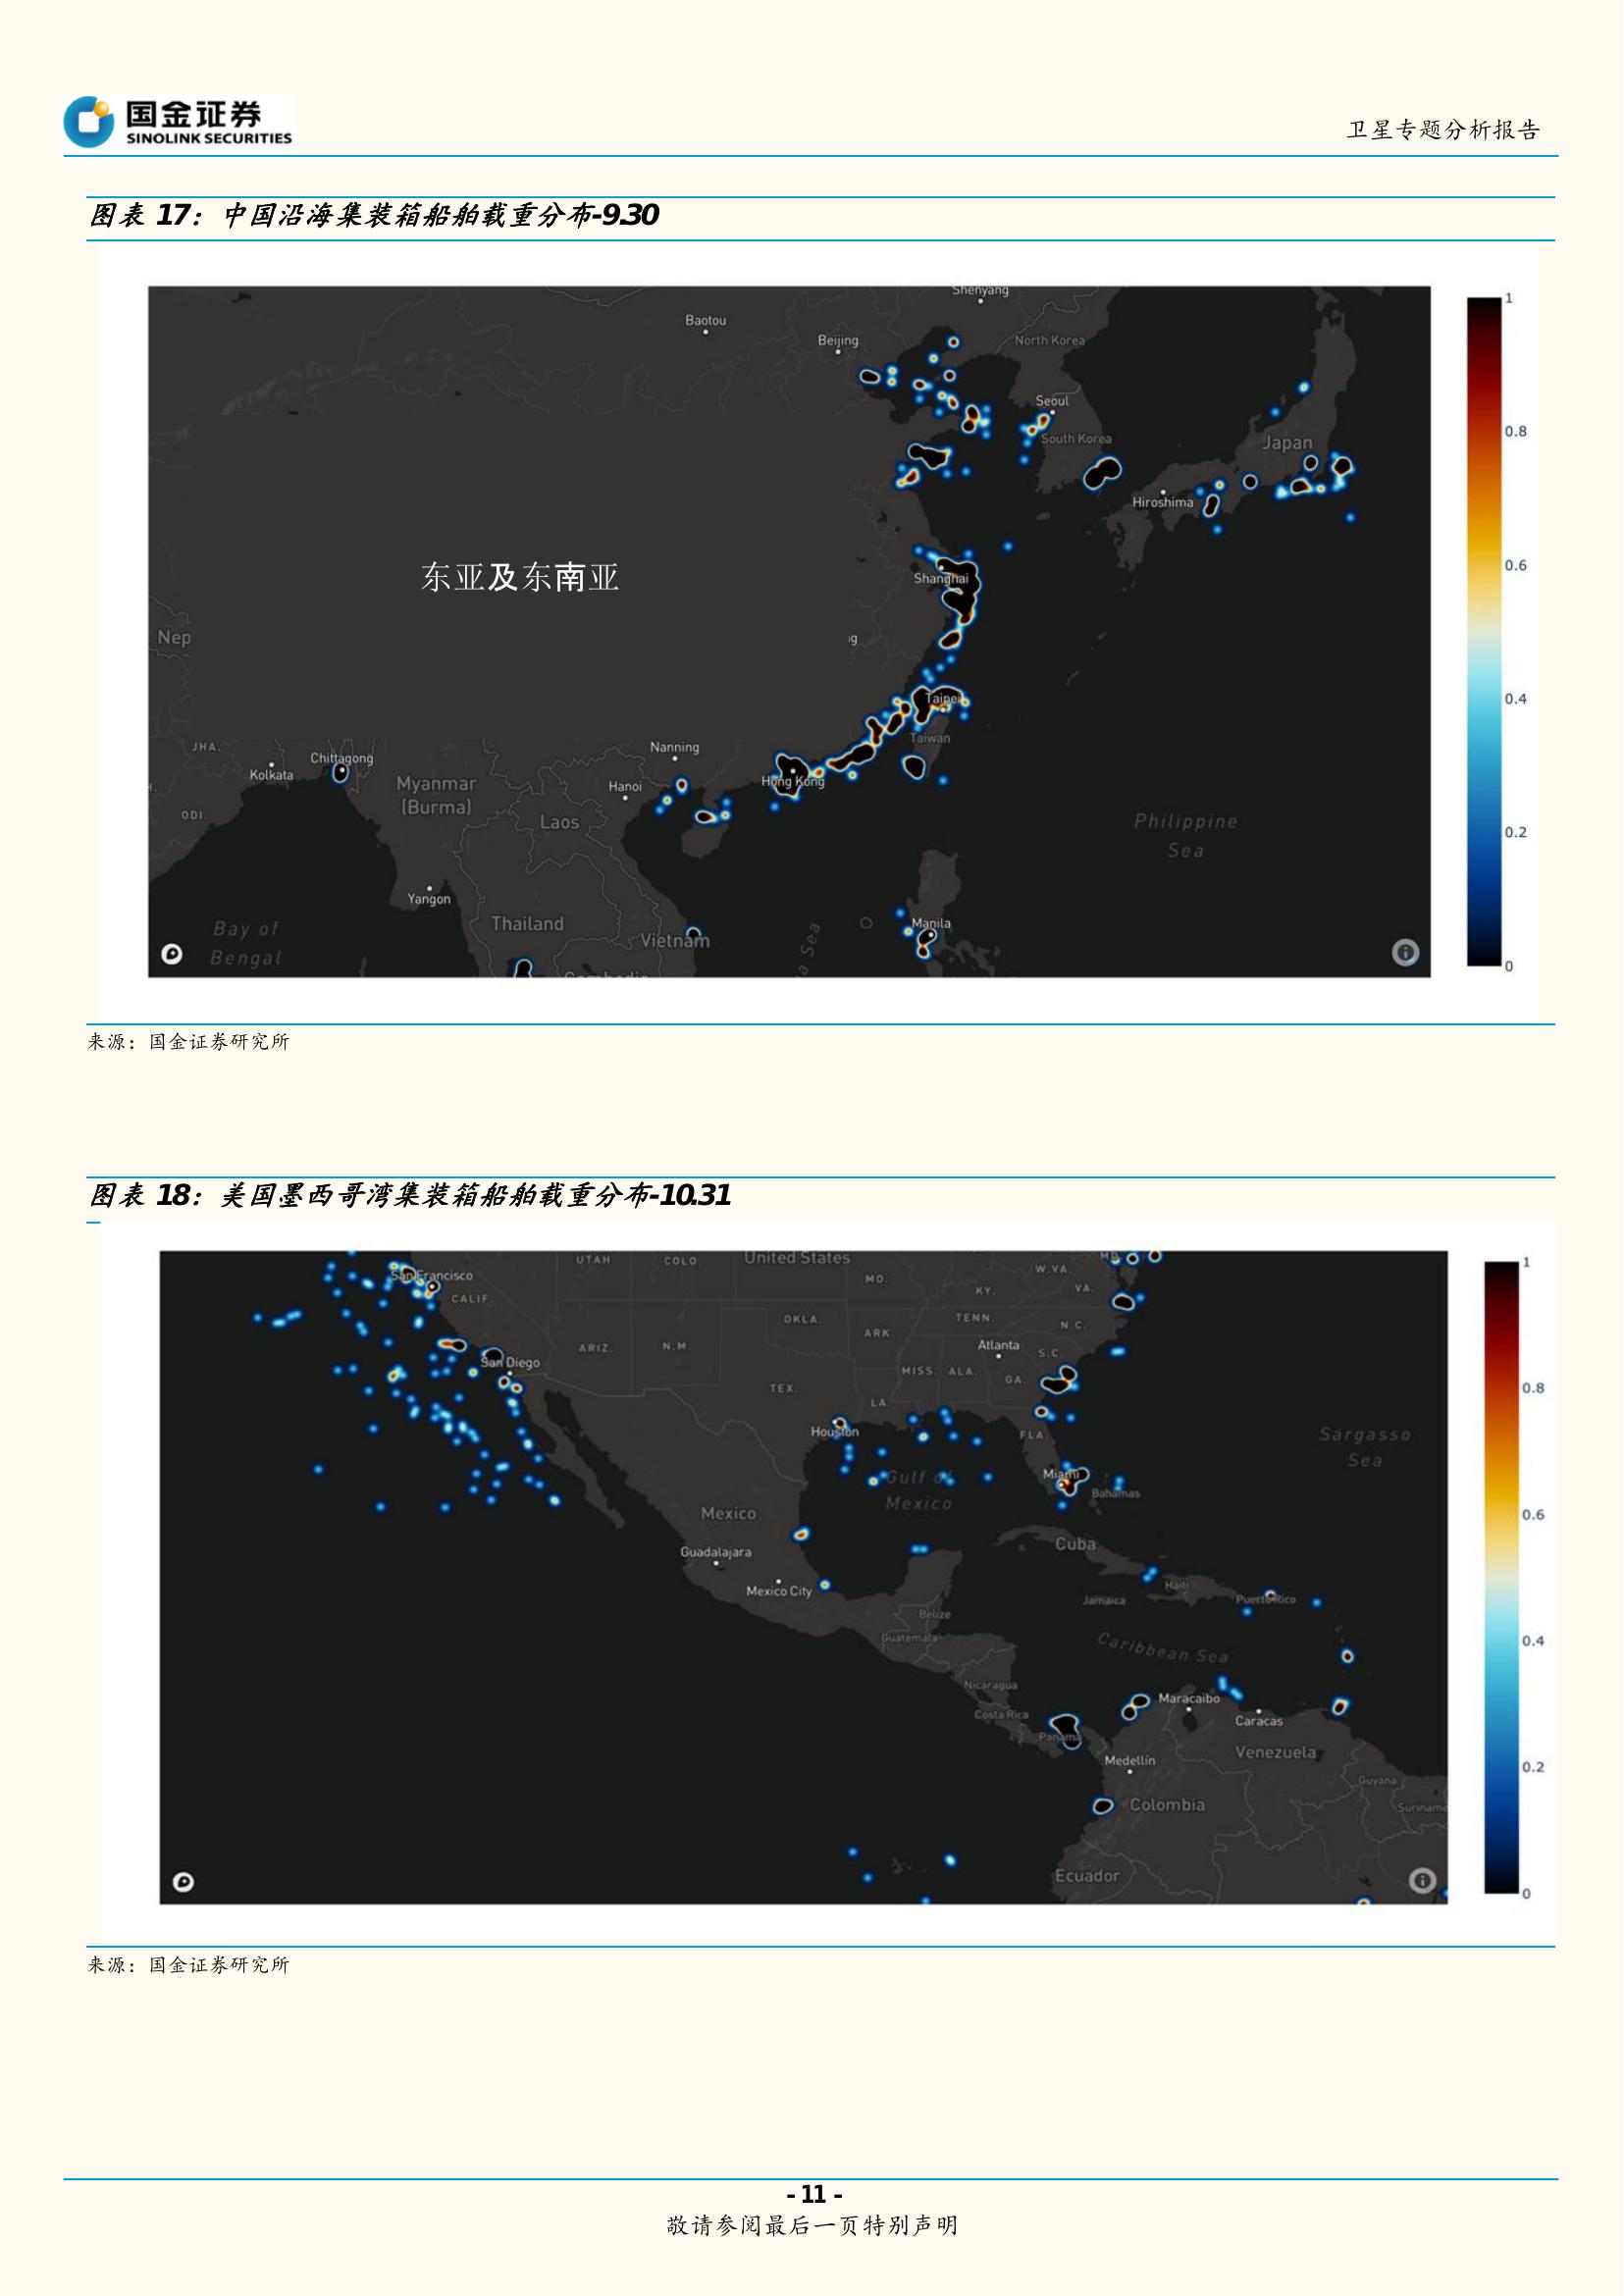 国金证券
SINOLINK SECURITIES
卫星专题分析报告
图表 17：中国沿海集装箱船舶载重分布-9.30
Shenyang
Baotou
Beijing
North Korea
Seoul
South Korea
Japan
Hiroshima
东亚及东南亚
Shanghai
Nep
Taipei
Taiwan
JHA.
Kolkata
Chittagong
Nanning
Hong Kong
Hanoi
Myanmar
(Burma)
ODI.
Laos
Philippine
Sea
Yangon
Thailand
Vietnam
Manila
Bay of
Bengal
a Sea
Cambodia
1
0.8
0.6
0.4
0.2
0
来源：国金证券研究所
图表 18：美国墨西哥湾集装箱船舶载重分布-10.31
UTAH
COLO.
United States
MD.
San Francisco
CALIF.
MO.
W.VA.
KY.
VA.
OKLA.
TENN.
N.C.
ARK.
ARIZ.
N.M.
Atlanta
S.C.
San Diego
MISS.
ALA.
GA.
TEX.
LA.
Houston
FLA.
Sargasso
Sea
Miami
Gulf of
Mexico
Bahamas
Mexico
Cuba
Guadalajara
Mexico City
Haiti
Jamaica
Puerto Rico
Belize
Guatemala
Caribbean Sea
Nicaragua
Costa Rica
Maracaibo
Caracas
Panama
Medellín
Venezuela
Guyana
Colombia
Suriname
Ecuador
1
0.8
0.6
0.4
0.2
0
来源：国金证券研究所
- 11 -
敬请参阅最后一页特别声明